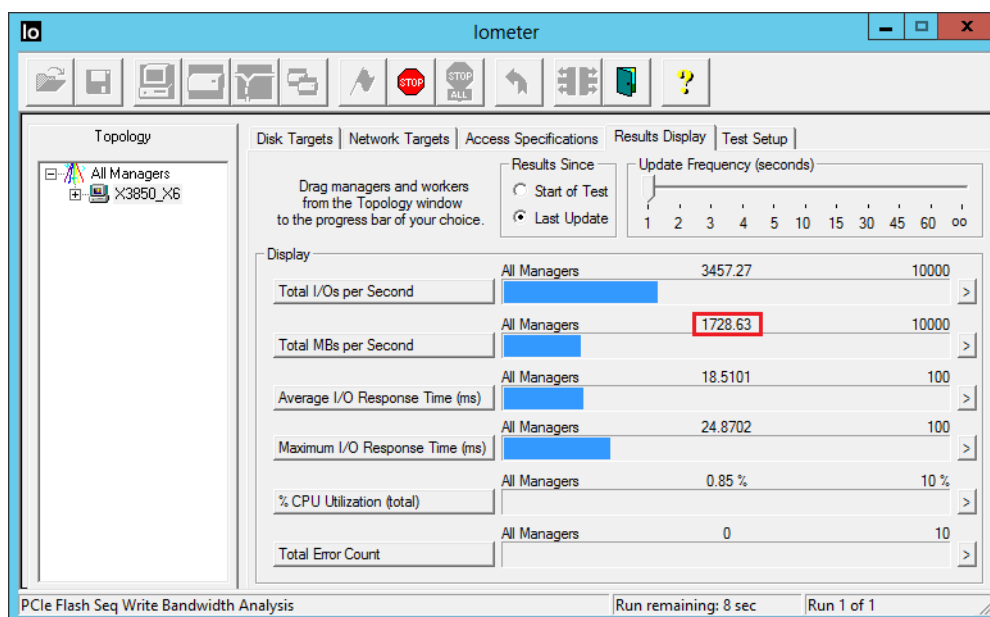 Io
Iometer
STOP
STOP
ALL
?
Topology
All Managers
X3850_X6
Disk Targets
Network Targets
Access Specifications
Results Display
Test Setup
Drag managers and workers
from the Topology window
to the progress bar of your choice.
Results Since
Start of Test
Last Update
Update Frequency (seconds)
1 2 3 4 5 10 15 30 45 60 oo
Display
All Managers 3457.27 10000
Total I/Os per Second >
All Managers 1728.63 10000
Total MBs per Second >
All Managers 18.5101 100
Average I/O Response Time (ms) >
All Managers 24.8702 100
Maximum I/O Response Time (ms) >
All Managers 0.85 % 10 %
% CPU Utilization (total) >
All Managers 0 10
Total Error Count >
PCIe Flash Seq Write Bandwidth Analysis
Run remaining: 8 sec
Run 1 of 1